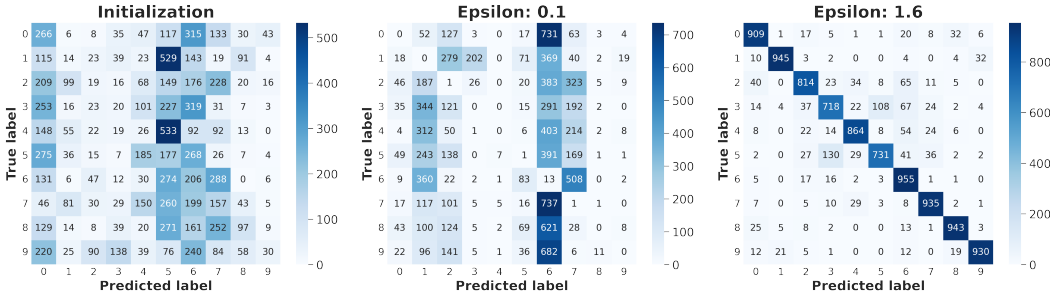 Initialization
0 266 6 8 35 47 117 315 133 30 43
1 115 14 23 39 23 529 143 19 91 4
2 209 99 19 16 68 149 176 228 20 16
3 253 16 23 20 101 227 319 31 7 3
4 148 55 22 19 26 533 92 92 13 0
5 275 36 15 7 185 177 268 26 7 4
6 131 6 47 12 30 274 206 288 0 6
7 46 81 30 29 150 260 199 157 43 5
8 129 14 8 39 20 271 161 252 97 9
9 220 25 90 138 39 76 240 84 58 30
0 1 2 3 4 5 6 7 8 9
True label
Predicted label
500
400
300
200
100
0
Epsilon: 0.1
0 0 52 127 3 0 17 731 63 3 4
1 18 0 279 202 0 71 369 40 2 19
2 46 187 1 26 0 20 383 323 12 2
3 35 344 121 0 0 15 291 192 2 0
4 4 312 50 1 0 6 403 214 2 8
5 49 243 138 0 7 1 391 169 1 1
6 9 360 22 2 1 83 13 508 0 2
7 17 117 101 5 5 16 737 1 1 0
8 43 100 124 5 2 69 621 28 0 8
9 22 96 141 5 1 36 682 6 11 0
0 1 2 3 4 5 6 7 8 9
True label
Predicted label
700
600
500
400
300
200
100
0
Epsilon: 1.6
0 909 1 6 1 1 16 20 8 32 6
1 10 945 3 1 0 5 0 0 4 32
2 40 0 814 23 34 8 65 11 5 0
3 14 4 37 718 22 108 67 24 2 4
4 8 0 22 14 864 8 54 24 6 0
5 2 0 27 130 29 731 41 36 2 2
6 5 0 17 16 2 3 955 1 1 0
7 7 3 5 10 29 3 8 935 2 1
8 25 5 8 2 0 0 13 1 943 3
9 12 21 5 1 1 0 12 0 19 930
0 1 2 3 4 5 6 7 8 9
True label
Predicted label
800
600
400
200
0